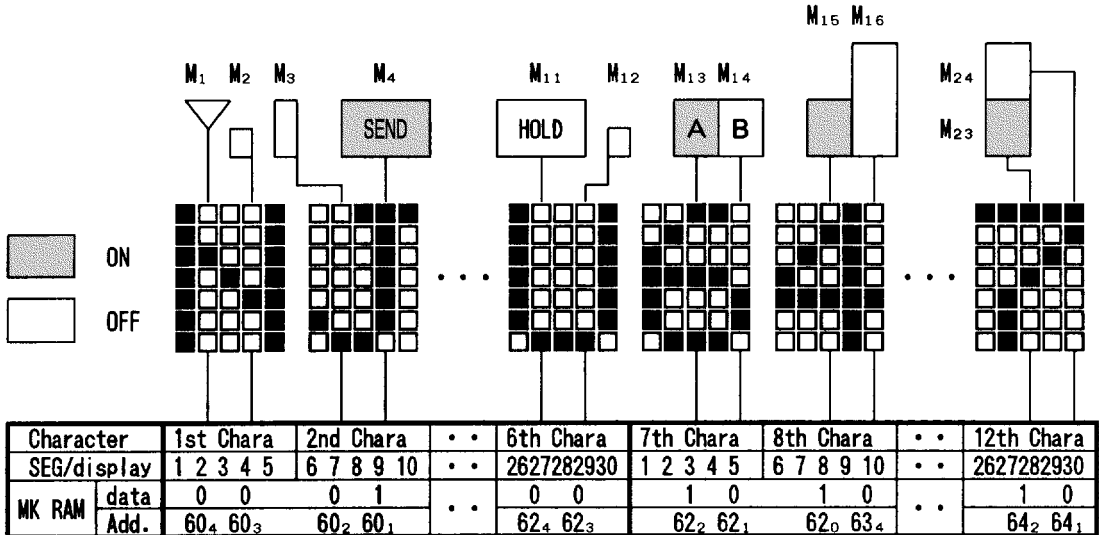 M₁₅ M₁₆
M₁ M₂ M₃ M₄ M₁₁ M₁₂ M₁₃ M₁₄ M₂₄
SEND HOLD A B M₂₃
ON
• • • • • •
OFF
Character 1st Chara 2nd Chara • • 6th Chara 7th Chara 8th Chara • • 12th Chara
SEG/display 1 2 3 4 5 6 7 8 9 10 • • 2627282930 1 2 3 4 5 6 7 8 9 10 • • 2627282930
MK RAM data 0 0 0 1 • • 0 0 1 0 1 0 • • 1 0
Add. 60₄ 60₃ 60₂ 60₁ 62₄ 62₃ 62₂ 62₁ 62₀ 63₄ 64₂ 64₁